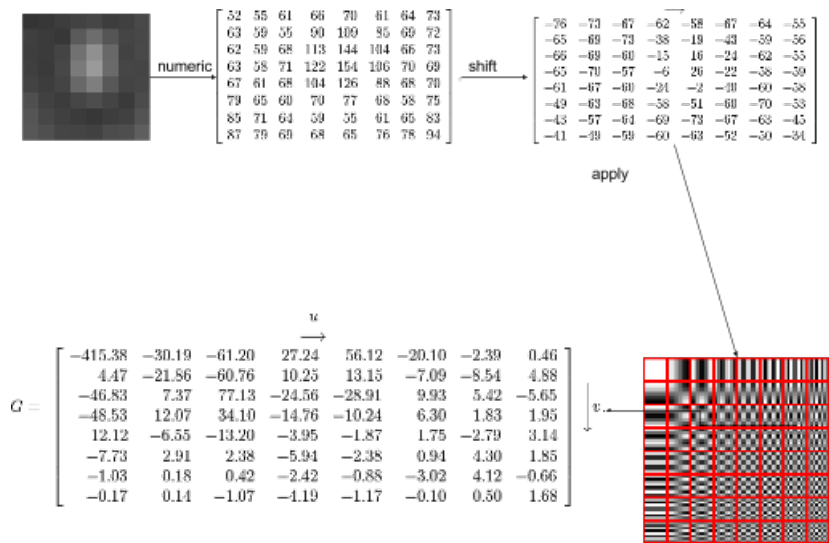 numeric
52 55 61 66 70 61 64 73
63 59 55 90 109 85 69 72
62 59 68 113 144 104 66 73
63 58 71 122 154 106 70 69
67 61 68 104 126 88 68 70
79 65 60 70 77 68 58 75
85 71 64 59 55 61 65 83
87 79 69 68 65 76 78 94
shift
−76 −73 −67 −62 −58 −67 −64 −55
−65 −69 −73 −38 −19 −43 −59 −56
−66 −69 −60 −15 16 −24 −62 −55
−65 −70 −57 −6 26 −22 −58 −59
−61 −67 −60 −24 −2 −40 −60 −58
−49 −63 −68 −58 −51 −60 −70 −53
−43 −57 −64 −69 −73 −67 −63 −45
−41 −49 −59 −60 −63 −52 −50 −34
apply
u
G =
−415.38 −30.19 −61.20 27.24 56.12 −20.10 −2.39 0.46
4.47 −21.86 −60.76 10.25 13.15 −7.09 −8.54 4.88
−46.83 7.37 77.13 −24.56 −28.91 9.93 5.42 −5.65
−48.53 12.07 34.10 −14.76 −10.24 6.30 1.83 1.95
12.12 −6.55 −13.20 −3.95 −1.87 1.75 −2.79 3.14
−7.73 2.91 2.38 −5.94 −2.38 0.94 4.30 1.85
−1.03 0.18 0.42 −2.42 −0.88 −3.02 4.12 −0.66
−0.17 0.14 −1.07 −4.19 −1.17 −0.10 0.50 1.68
v.